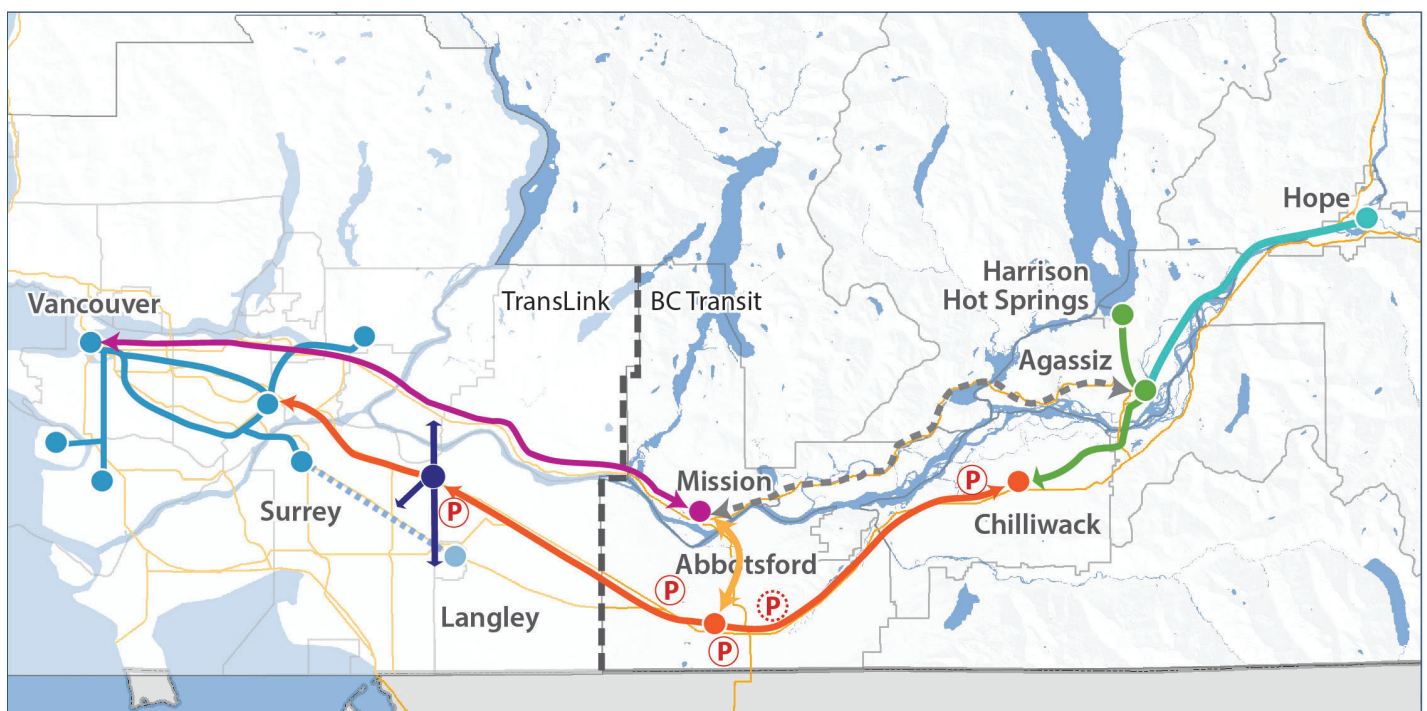 Hope
Harrison
Hot Springs
Vancouver
TransLink
BC Transit
Agassiz
Mission
P
P
Surrey
Chilliwack
Abbotsford
P
P
Langley
P